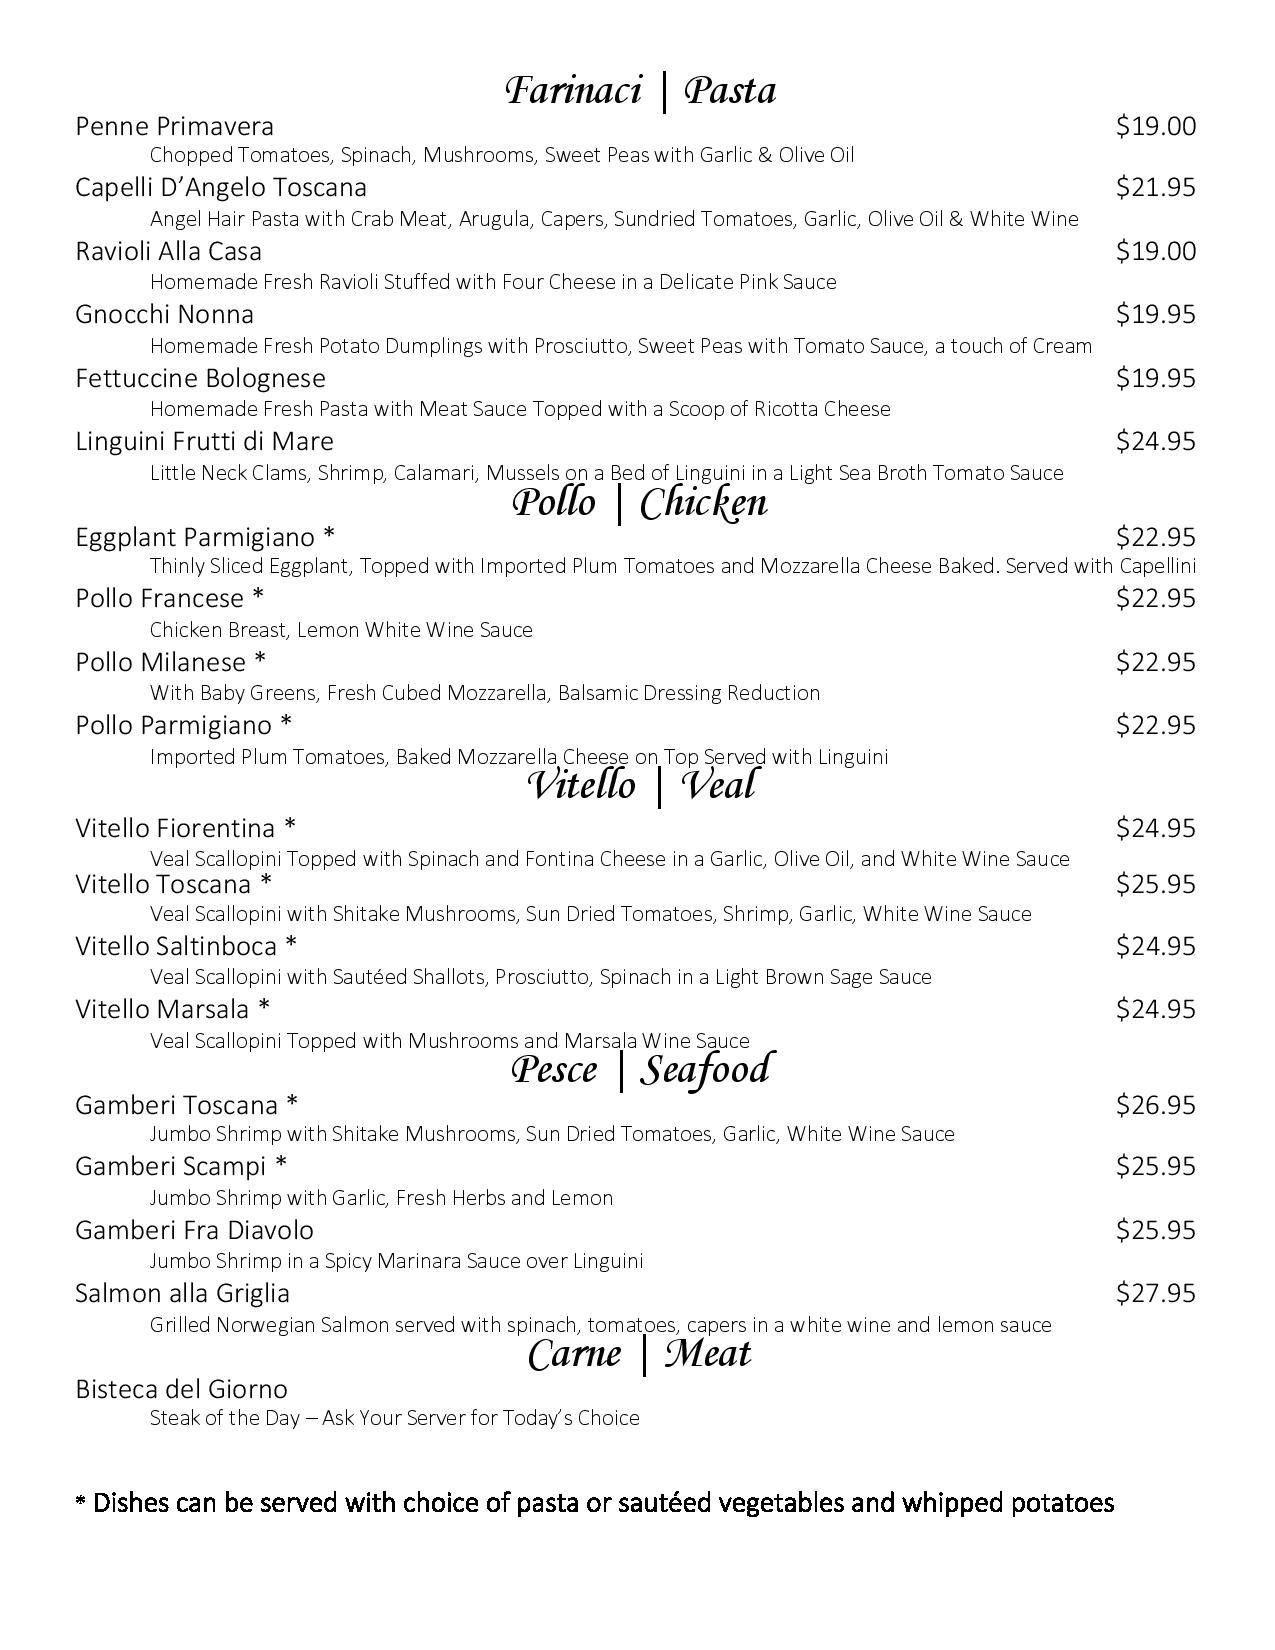 Farinaci | Pasta
Penne Primavera $19.00
Chopped Tomatoes, Spinach, Mushrooms, Sweet Peas with Garlic & Olive Oil
Capelli D’Angelo Toscana $21.95
Angel Hair Pasta with Crab Meat, Arugula, Capers, Sundried Tomatoes, Garlic, Olive Oil & White Wine
Ravioli Alla Casa $19.00
Homemade Fresh Ravioli Stuffed with Four Cheese in a Delicate Pink Sauce
Gnocchi Nonna $19.95
Homemade Fresh Potato Dumplings with Prosciutto, Sweet Peas with Tomato Sauce, a touch of Cream
Fettuccine Bolognese $19.95
Homemade Fresh Pasta with Meat Sauce Topped with a Scoop of Ricotta Cheese
Linguini Frutti di Mare $24.95
Little Neck Clams, Shrimp, Calamari, Mussels on a Bed of Linguini in a Light Sea Broth Tomato Sauce
Pollo | Chicken
Eggplant Parmigiano * $22.95
Thinly Sliced Eggplant, Topped with Imported Plum Tomatoes and Mozzarella Cheese Baked. Served with Capellini
Pollo Francese * $22.95
Chicken Breast, Lemon White Wine Sauce
Pollo Milanese * $22.95
With Baby Greens, Fresh Cubed Mozzarella, Balsamic Dressing Reduction
Pollo Parmigiano * $22.95
Imported Plum Tomatoes, Baked Mozzarella Cheese on Top Served with Linguini
Vitello | Veal
Vitello Fiorentina * $24.95
Veal Scallopini Topped with Spinach and Fontina Cheese in a Garlic, Olive Oil, and White Wine Sauce
Vitello Toscana * $25.95
Veal Scallopini with Shitake Mushrooms, Sun Dried Tomatoes, Shrimp, Garlic, White Wine Sauce
Vitello Saltinboca * $24.95
Veal Scallopini with Sautéed Shallots, Prosciutto, Spinach in a Light Brown Sage Sauce
Vitello Marsala * $24.95
Veal Scallopini Topped with Mushrooms and Marsala Wine Sauce
Pesce | Seafood
Gamberi Toscana * $26.95
Jumbo Shrimp with Shitake Mushrooms, Sun Dried Tomatoes, Garlic, White Wine Sauce
Gamberi Scampi * $25.95
Jumbo Shrimp with Garlic, Fresh Herbs and Lemon
Gamberi Fra Diavolo $25.95
Jumbo Shrimp in a Spicy Marinara Sauce over Linguini
Salmon alla Griglia $27.95
Grilled Norwegian Salmon served with spinach, tomatoes, capers in a white wine and lemon sauce
Carne | Meat
Bisteca del Giorno
Steak of the Day – Ask Your Server for Today’s Choice
* Dishes can be served with choice of pasta or sautéed vegetables and whipped potatoes